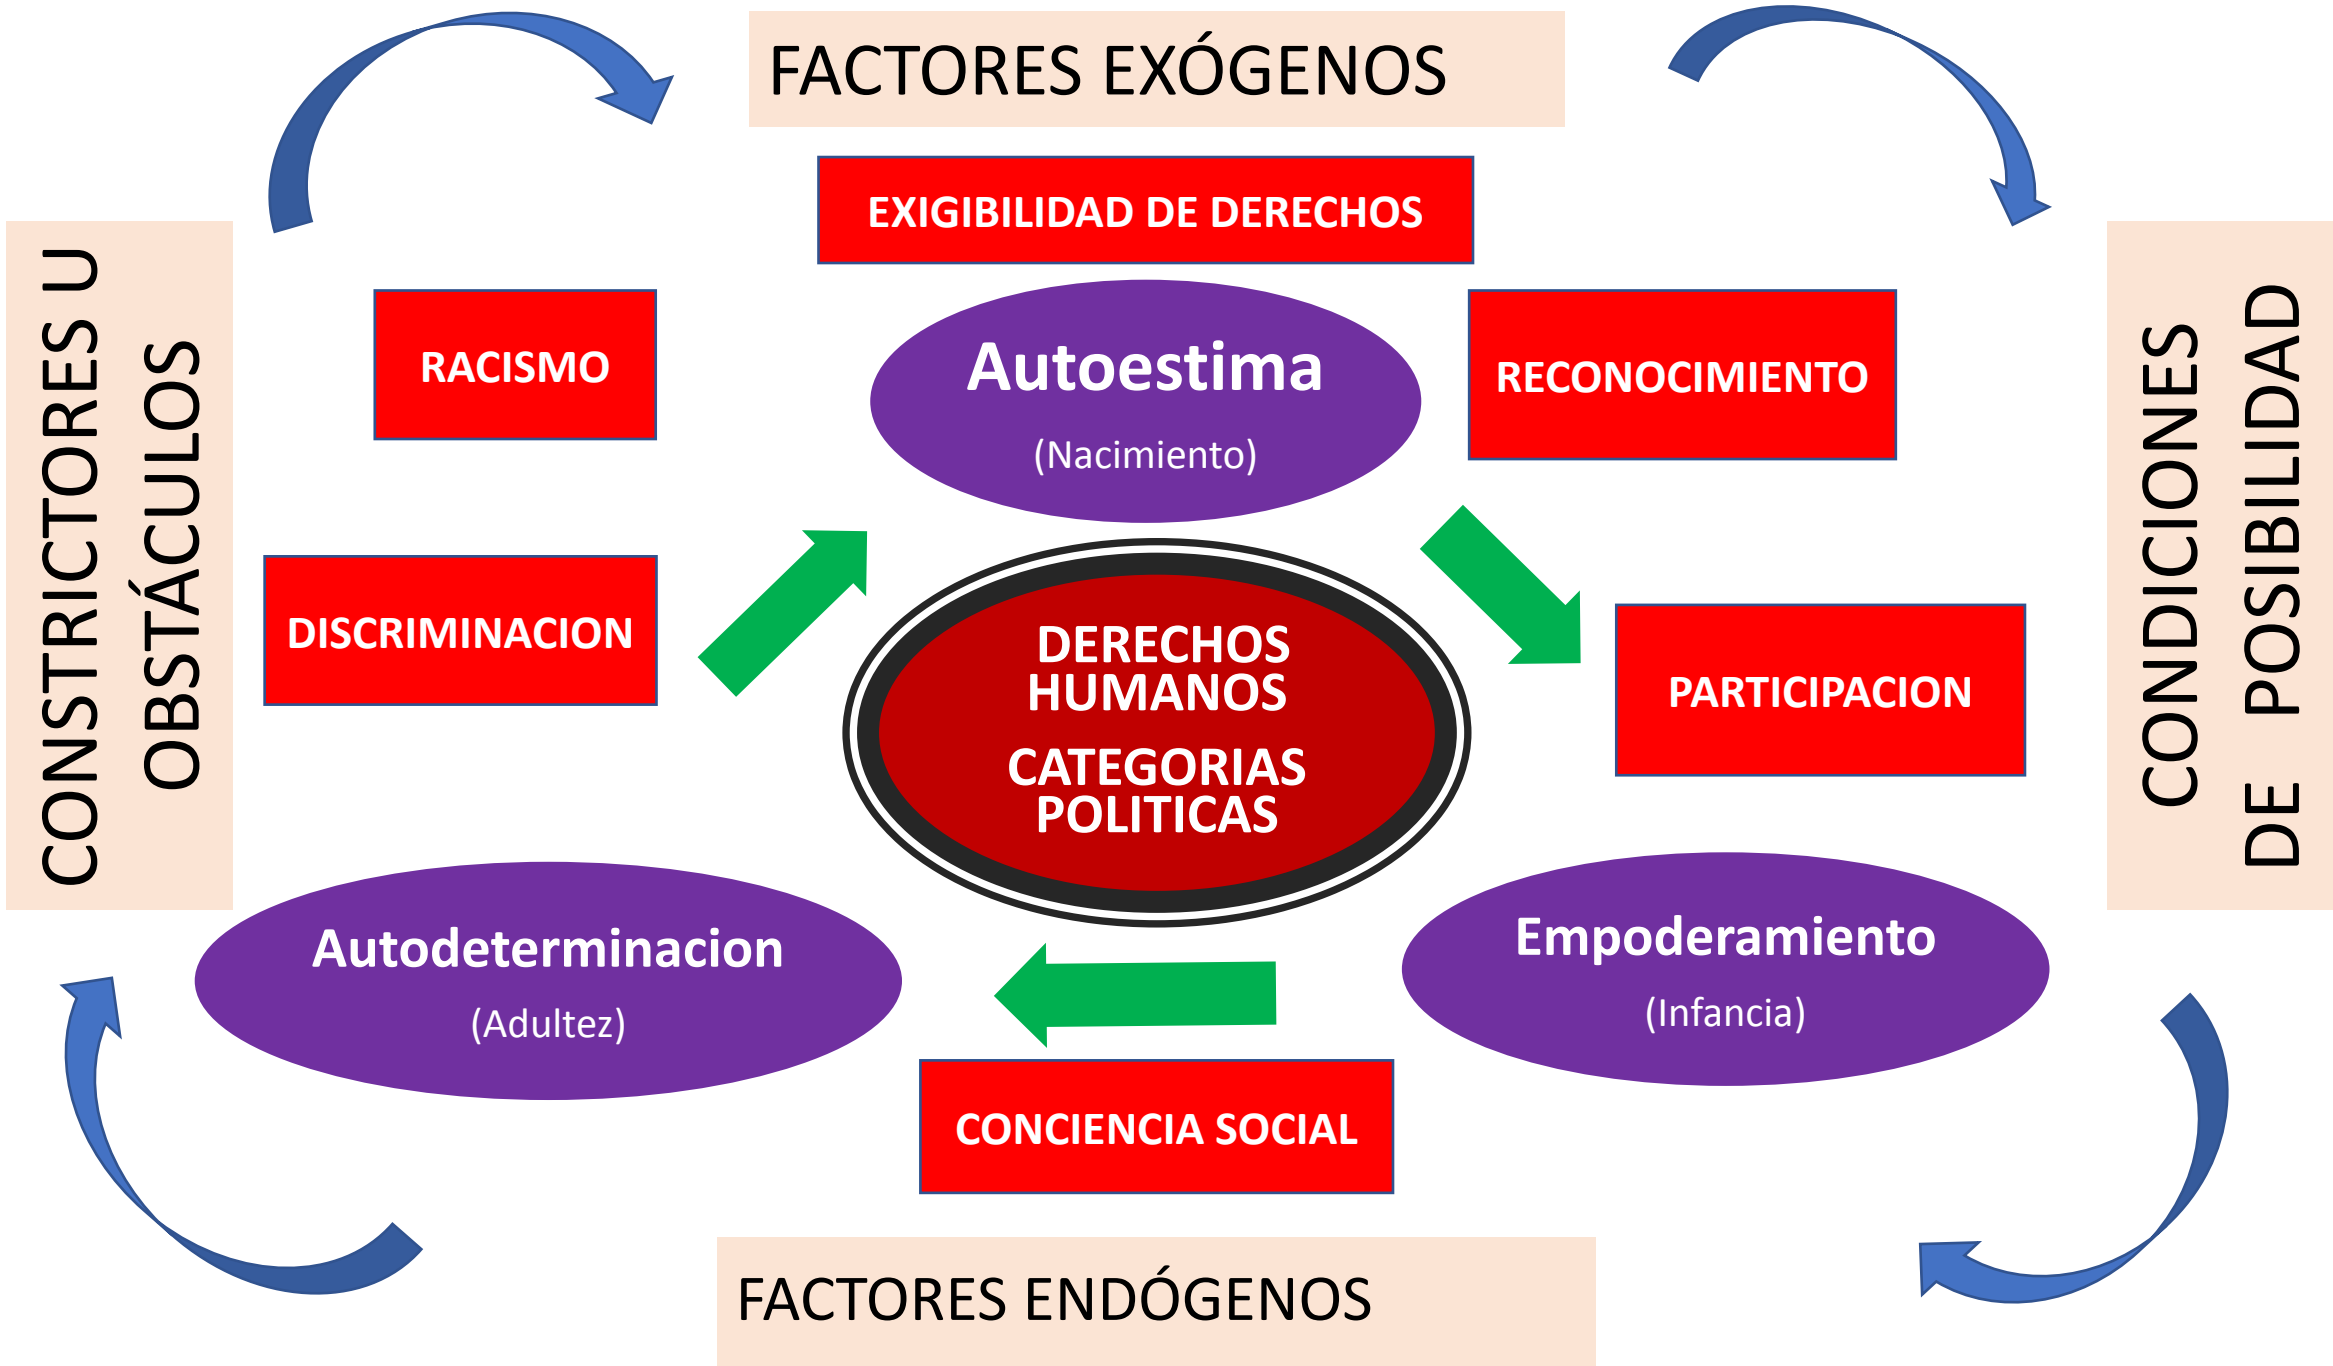 FACTORES EXÓGENOS
EXIGIBILIDAD DE DERECHOS
CONSTRICTORES U
OBSTÁCULOS
RACISMO
Autoestima
(Nacimiento)
RECONOCIMIENTO
CONDICIONES
DE POSIBILIDAD
DISCRIMINACION
DERECHOS
HUMANOS
CATEGORIAS
POLITICAS
PARTICIPACION
Autodeterminacion
(Adultez)
Empoderamiento
(Infancia)
CONCIENCIA SOCIAL
FACTORES ENDÓGENOS